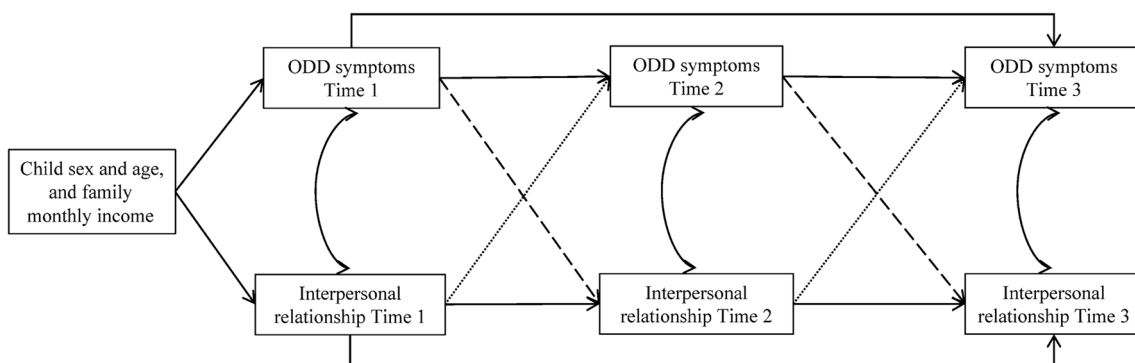 ODD symptoms
Time 1
ODD symptoms
Time 2
ODD symptoms
Time 3
Child sex and age,
and family
monthly income
Interpersonal
relationship Time 1
Interpersonal
relationship Time 2
Interpersonal
relationship Time 3